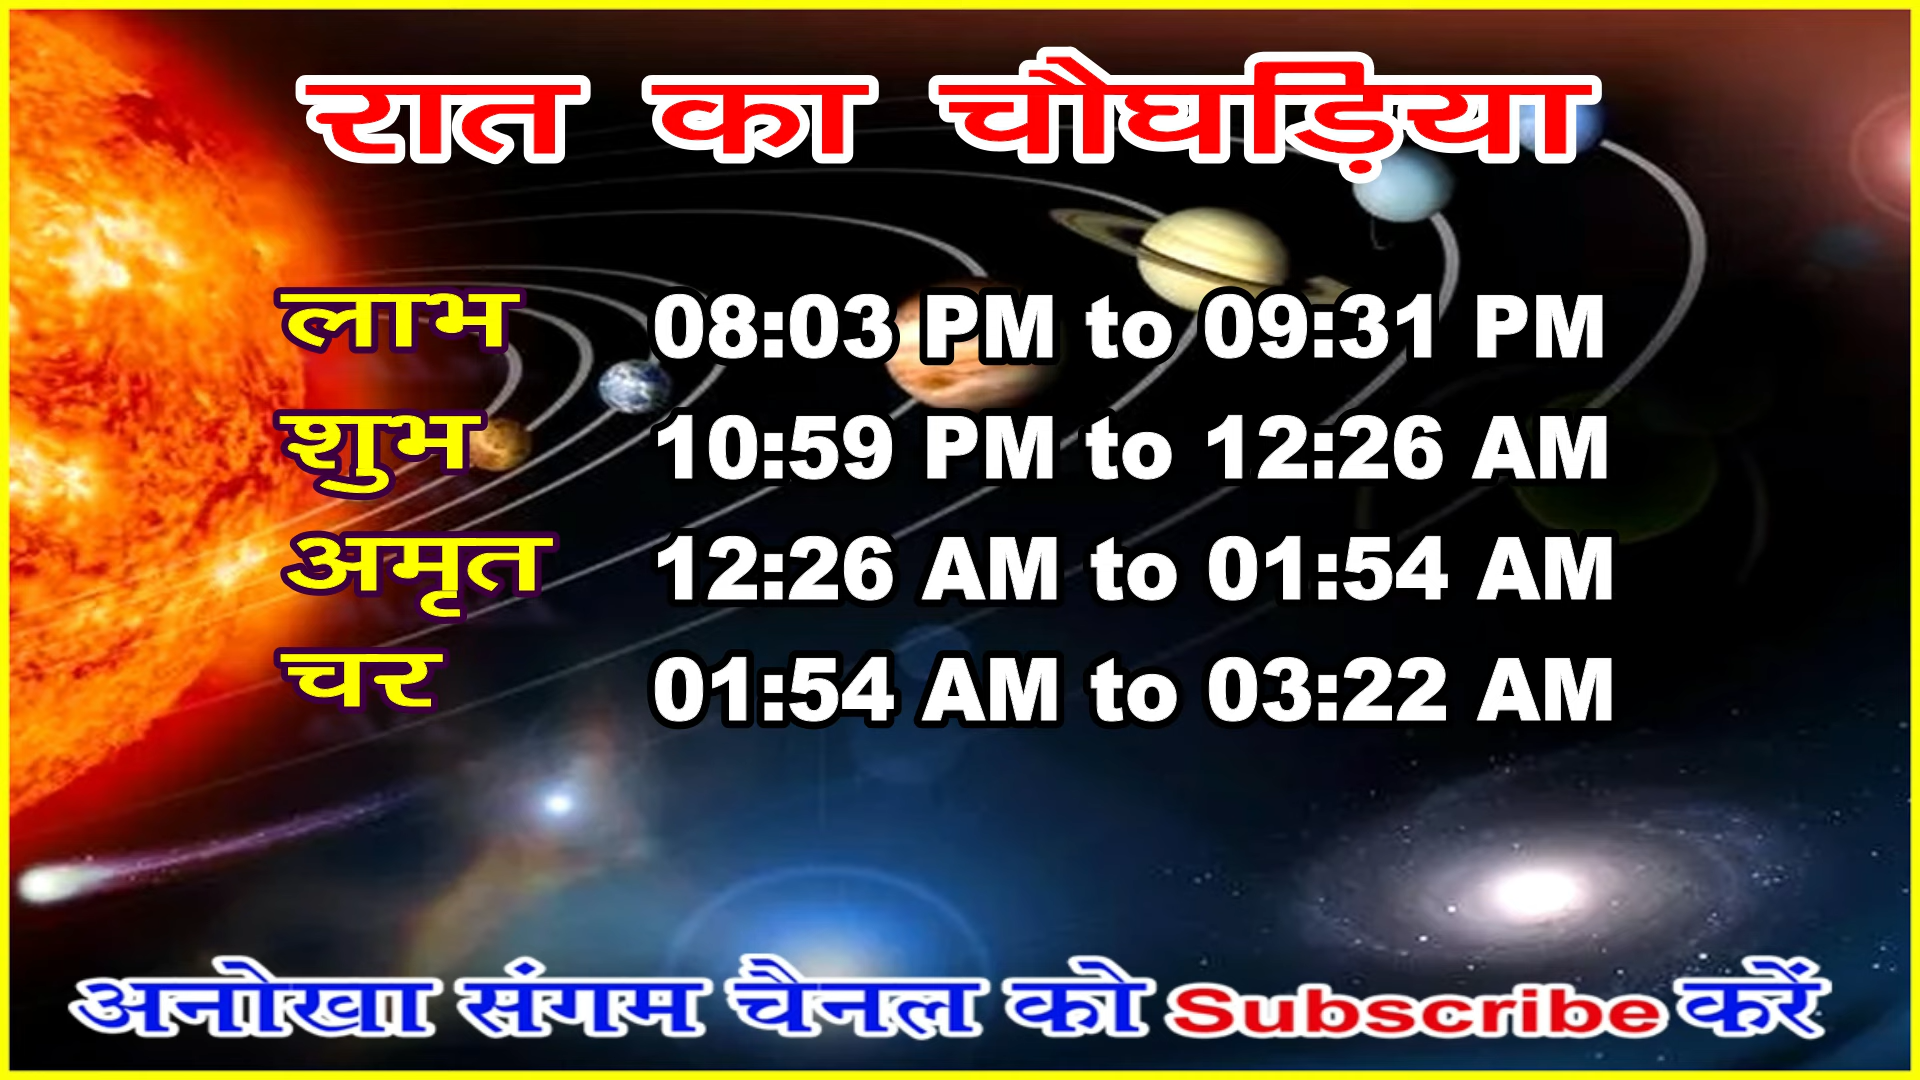 रात का चौघड़िया
लाभ 08:03 PM to 09:31 PM
शुभ 10:59 PM to 12:26 AM
अमृत 12:26 AM to 01:54 AM
चर 01:54 AM to 03:22 AM
अनोखा संगम चैनल को Subscribe करें